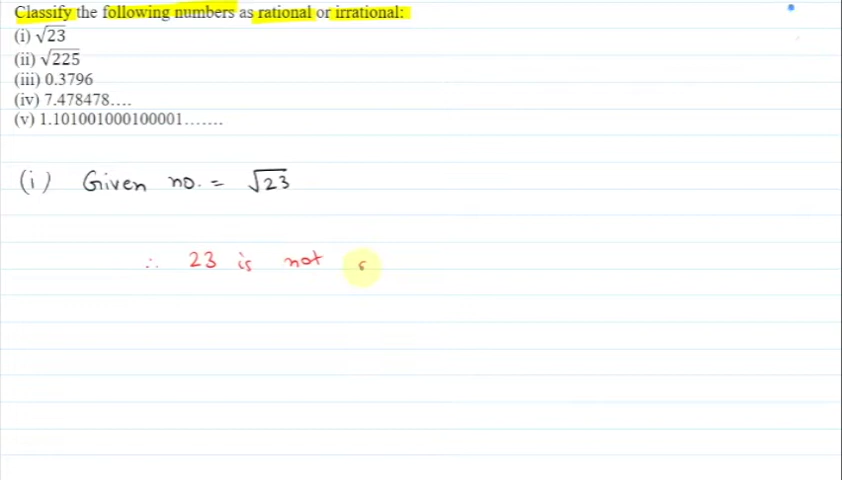 Classify the following numbers as rational or irrational:
(i) √23
(ii) √225
(iii) 0.3796
(iv) 7.478478….
(v) 1.101001000100001…….
(i) Given no. = √23
∴ 23 is not